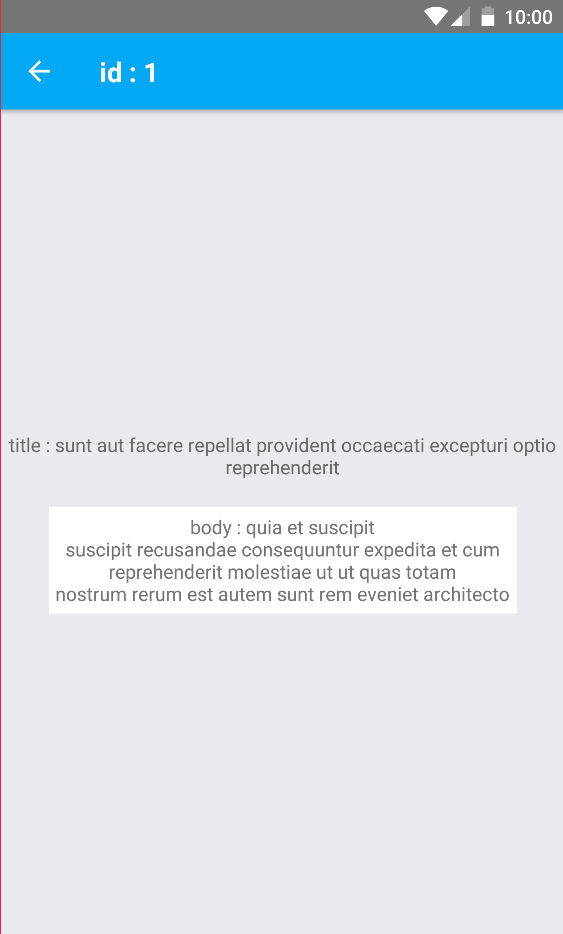 10:00
id : 1
title : sunt aut facere repellat provident occaecati excepturi optio
reprehenderit
body : quia et suscipit
suscipit recusandae consequuntur expedita et cum
reprehenderit molestiae ut ut quas totam
nostrum rerum est autem sunt rem eveniet architecto